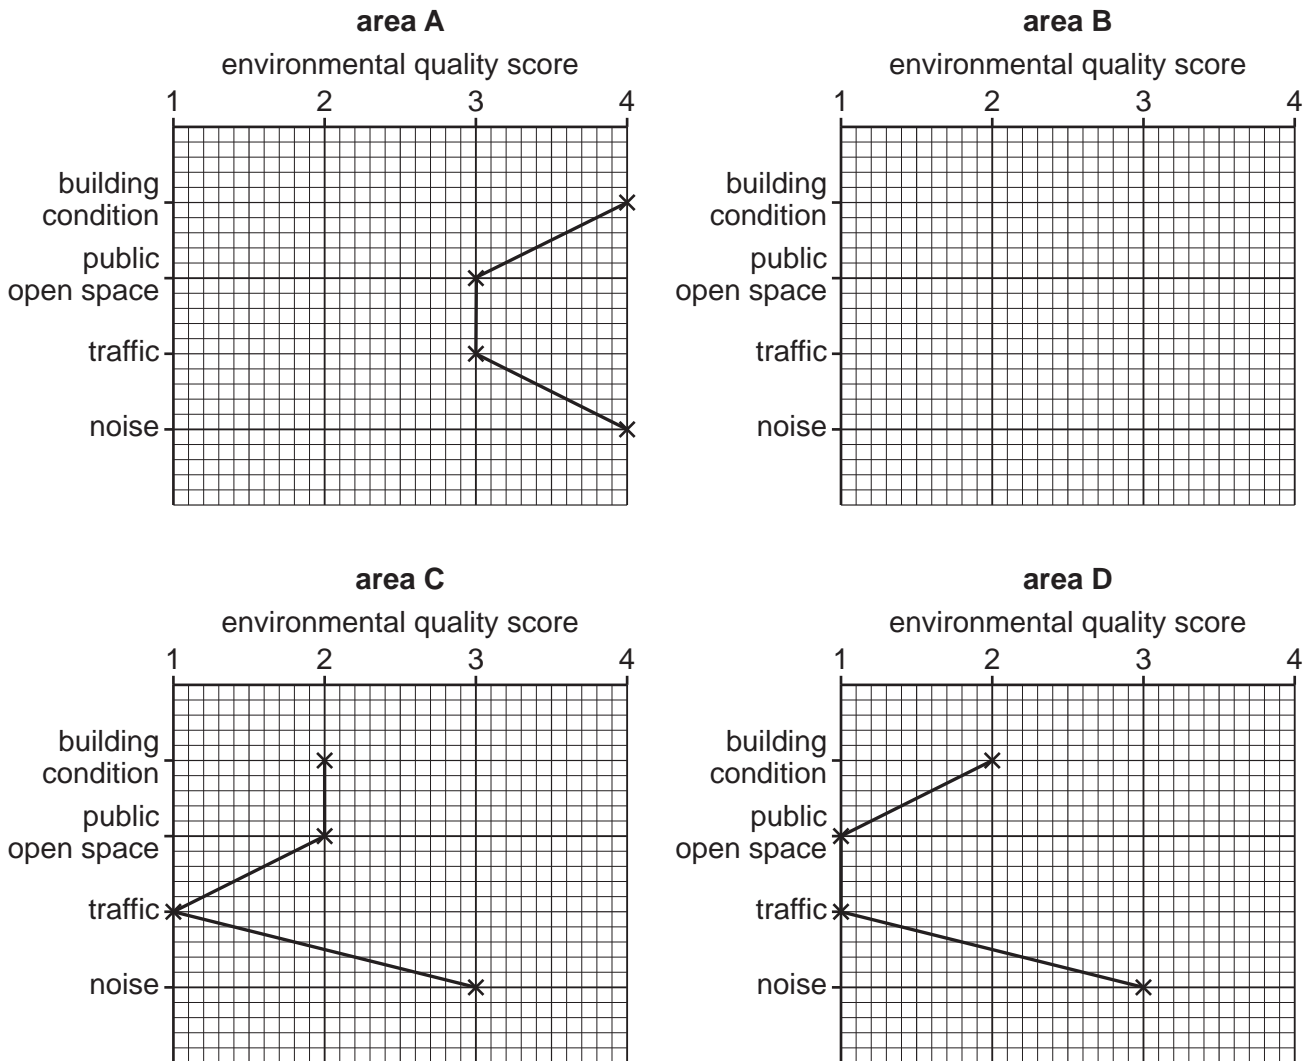 area A
environmental quality score
1 2 3 4
building
condition
public
open space
traffic
noise
area B
environmental quality score
1 2 3 4
building
condition
public
open space
traffic
noise
area C
environmental quality score
1 2 3 4
building
condition
public
open space
traffic
noise
area D
environmental quality score
1 2 3 4
building
condition
public
open space
traffic
noise